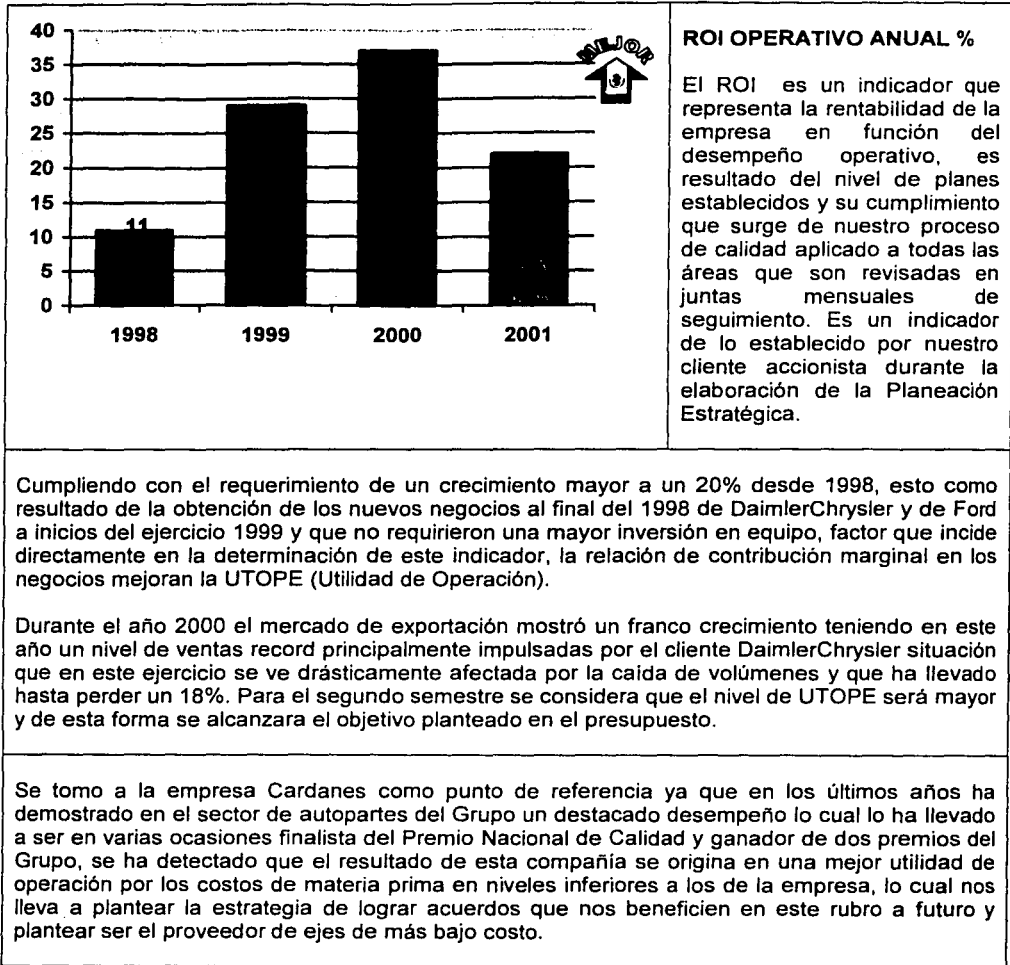 40
35
30
25
20
15
10
5
0
11
1998 1999 2000 2001
MEJOR
ROI OPERATIVO ANUAL %
El ROI es un indicador que
representa la rentabilidad de la
empresa en función del
desempeño operativo, es
resultado del nivel de planes
establecidos y su cumplimiento
que surge de nuestro proceso
de calidad aplicado a todas las
áreas que son revisadas en
juntas mensuales de
seguimiento. Es un indicador
de lo establecido por nuestro
cliente accionista durante la
elaboración de la Planeación
Estratégica.
Cumpliendo con el requerimiento de un crecimiento mayor a un 20% desde 1998, esto como
resultado de la obtención de los nuevos negocios al final del 1998 de DaimlerChrysler y de Ford
a inicios del ejercicio 1999 y que no requirieron una mayor inversión en equipo, factor que incide
directamente en la determinación de este indicador, la relación de contribución marginal en los
negocios mejoran la UTOPE (Utilidad de Operación).
Durante el año 2000 el mercado de exportación mostró un franco crecimiento teniendo en este
año un nivel de ventas record principalmente impulsadas por el cliente DaimlerChrysler situación
que en este ejercicio se ve drásticamente afectada por la caída de volúmenes y que ha llevado
hasta perder un 18%. Para el segundo semestre se considera que el nivel de UTOPE será mayor
y de esta forma se alcanzara el objetivo planteado en el presupuesto.
Se tomo a la empresa Cardanes como punto de referencia ya que en los últimos años ha
demostrado en el sector de autopartes del Grupo un destacado desempeño lo cual lo ha llevado
a ser en varias ocasiones finalista del Premio Nacional de Calidad y ganador de dos premios del
Grupo, se ha detectado que el resultado de esta compañía se origina en una mejor utilidad de
operación por los costos de materia prima en niveles inferiores a los de la empresa, lo cual nos
lleva a plantear la estrategia de lograr acuerdos que nos beneficien en este rubro a futuro y
plantear ser el proveedor de ejes de más bajo costo.